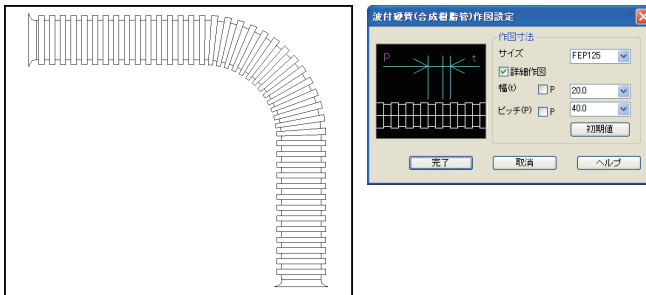 波付硬質(合成樹脂管)作図設定
P
t
作図寸法
サイズ
FEP125
詳細作図
幅(t)
P
20.0
ピッチ(P)
P
40.0
初期値
完了
取消
ヘルプ